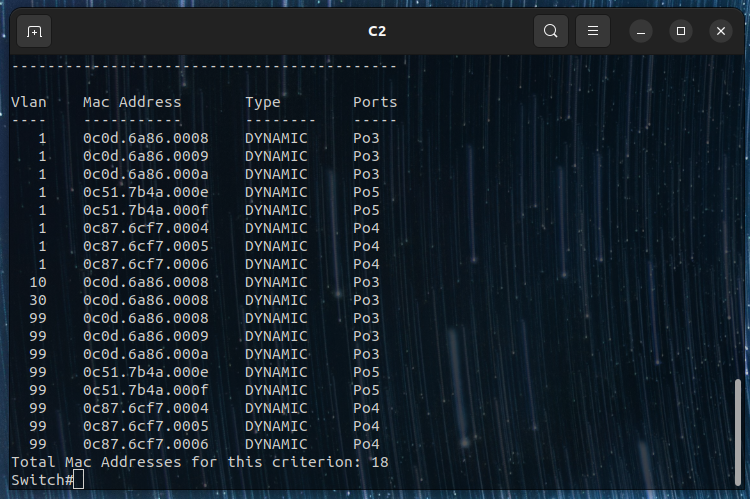 C2
-------------------------------------------
Vlan    Mac Address       Type        Ports
----    -----------       --------    -----
   1    0c0d.6a86.0008    DYNAMIC     Po3
   1    0c0d.6a86.0009    DYNAMIC     Po3
   1    0c0d.6a86.000a    DYNAMIC     Po3
   1    0c51.7b4a.000e    DYNAMIC     Po5
   1    0c51.7b4a.000f    DYNAMIC     Po5
   1    0c87.6cf7.0004    DYNAMIC     Po4
   1    0c87.6cf7.0005    DYNAMIC     Po4
   1    0c87.6cf7.0006    DYNAMIC     Po4
  10    0c0d.6a86.0008    DYNAMIC     Po3
  30    0c0d.6a86.0008    DYNAMIC     Po3
  99    0c0d.6a86.0008    DYNAMIC     Po3
  99    0c0d.6a86.0009    DYNAMIC     Po3
  99    0c0d.6a86.000a    DYNAMIC     Po3
  99    0c51.7b4a.000e    DYNAMIC     Po5
  99    0c51.7b4a.000f    DYNAMIC     Po5
  99    0c87.6cf7.0004    DYNAMIC     Po4
  99    0c87.6cf7.0005    DYNAMIC     Po4
  99    0c87.6cf7.0006    DYNAMIC     Po4
Total Mac Addresses for this criterion: 18
Switch#